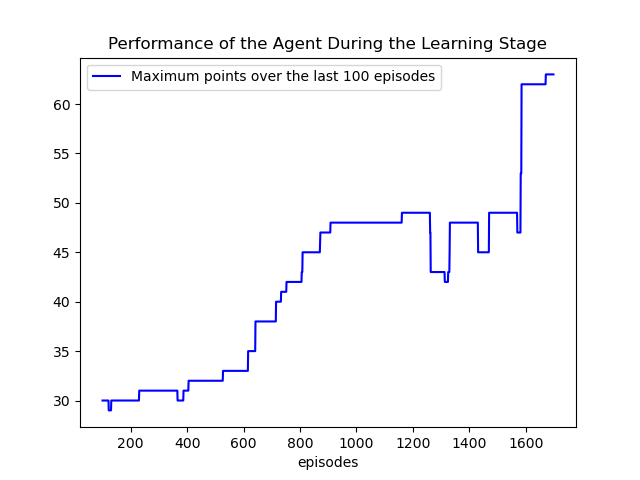 Performance of the Agent During the Learning Stage
Maximum points over the last 100 episodes
60
55
50
45
40
35
30
200 400 600 800 1000 1200 1400 1600
episodes